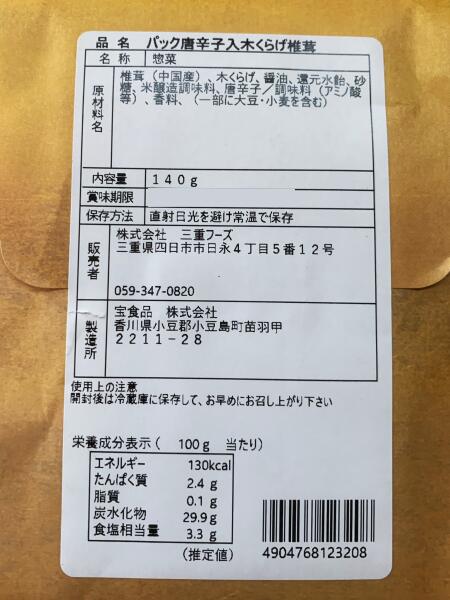 品 名 パック唐辛子入木くらげ椎茸
名 称 惣菜
原材料名
椎茸（中国産）、木くらげ、醤油、還元水飴、砂
糖、米醸造調味料、唐辛子／調味料（アミノ酸
等）、香料、（一部に大豆・小麦を含む）
内容量 １４０ｇ
賞味期限
保存方法 直射日光を避け常温で保存
販売者
株式会社 三重フーズ
三重県四日市市日永４丁目５番１２号
059-347-0820
製造所
宝食品 株式会社
香川県小豆郡小豆島町苗羽甲
２２１１－２８
使用上の注意
開封後は冷蔵庫に保存して、お早めにお召し上がり下さい
栄養成分表示（ 100ｇ 当たり）
エネルギー 130kcal
たんぱく質 2.4 g
脂質 0.1 g
炭水化物 29.9 g
食塩相当量 3.3 g
（推定値）
4904768123208